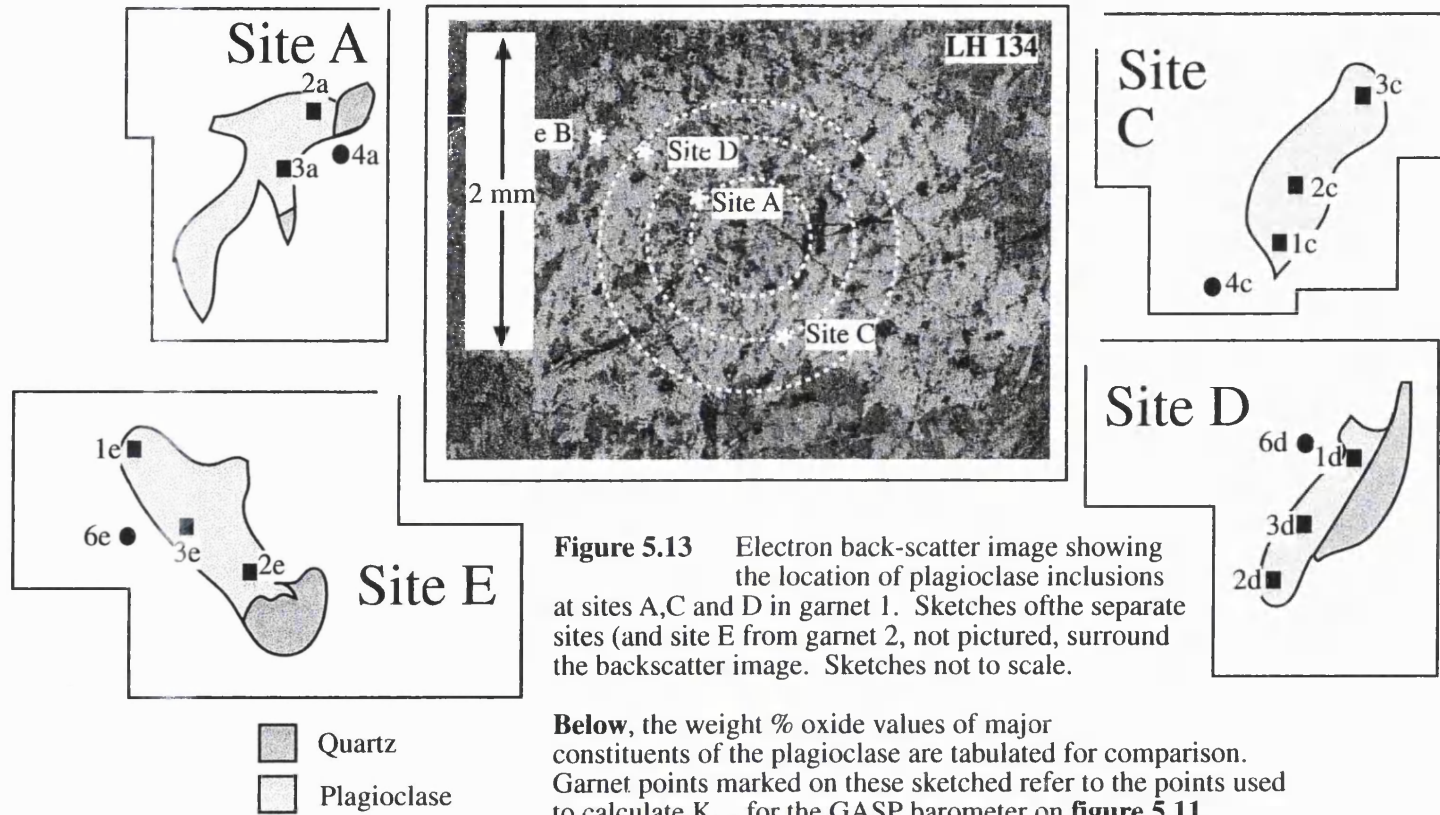 Site A
2a
4a
3a
LH 134
e B
Site D
2 mm
Site A
Site C
Site
C
3c
2c
1c
4c
1e
6e
3e
2e
Site E
Site D
6d
1d
3d
2d
Figure 5.13 Electron back-scatter image showing
the location of plagioclase inclusions
at sites A,C and D in garnet 1. Sketches ofthe separate
sites (and site E from garnet 2, not pictured, surround
the backscatter image. Sketches not to scale.
Below, the weight % oxide values of major
constituents of the plagioclase are tabulated for comparison.
Garnet points marked on these sketched refer to the points used
to calculate K for the GASP barometer on figure 5.11
Quartz
Plagioclase